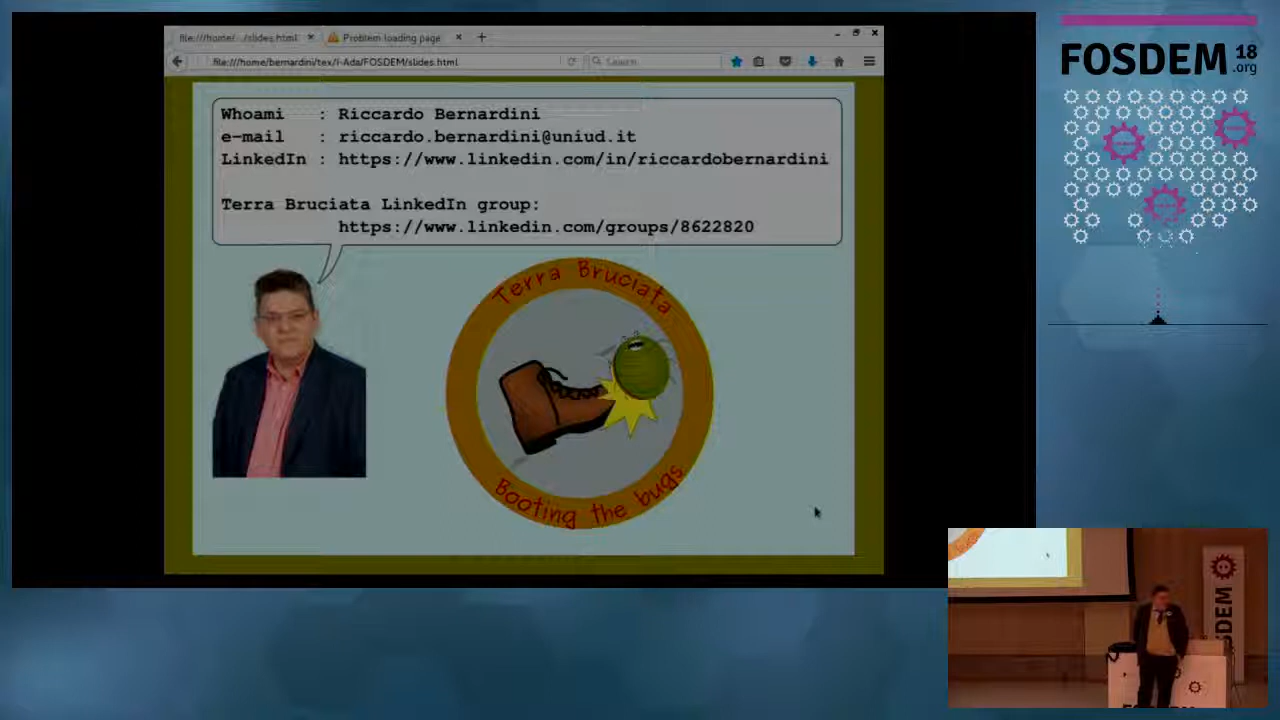 file:///home/.../slides.html
Problem loading page
file:///home/bernardini/tex/I-Ada/FOSDEM/slides.html
Search
Whoami : Riccardo Bernardini
e-mail : riccardo.bernardini@uniud.it
LinkedIn : https://www.linkedin.com/in/riccardobernardini
Terra Bruciata LinkedIn group:
https://www.linkedin.com/groups/8622820
Terra Bruciata
Booting the bugs
FOSDEM 18
.org
FOSDEM